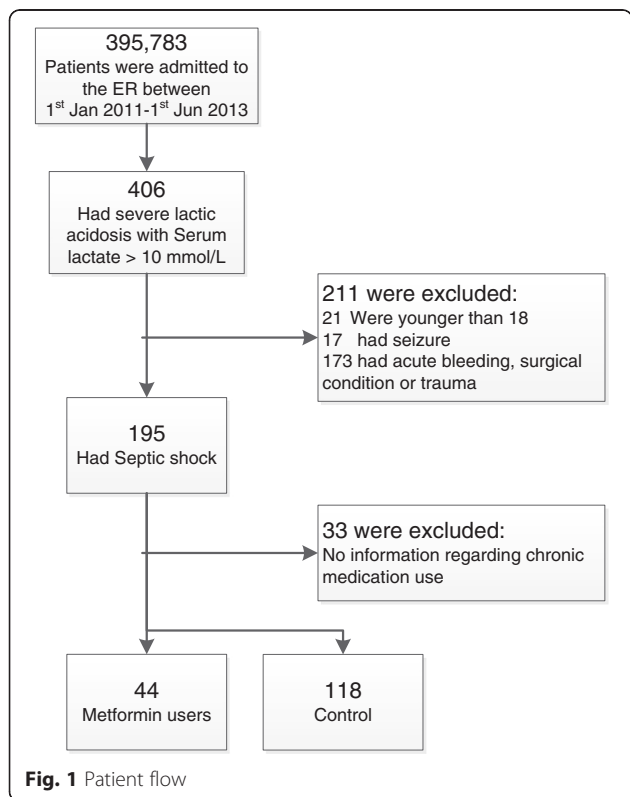 395,783
Patients were admitted to
the ER between
1st Jan 2011-1st Jun 2013
406
Had severe lactic
acidosis with Serum
lactate > 10 mmol/L
211 were excluded:
21 Were younger than 18
17 had seizure
173 had acute bleeding, surgical
condition or trauma
195
Had Septic shock
33 were excluded:
No information regarding chronic
medication use
44
Metformin users
118
Control
Fig. 1 Patient flow